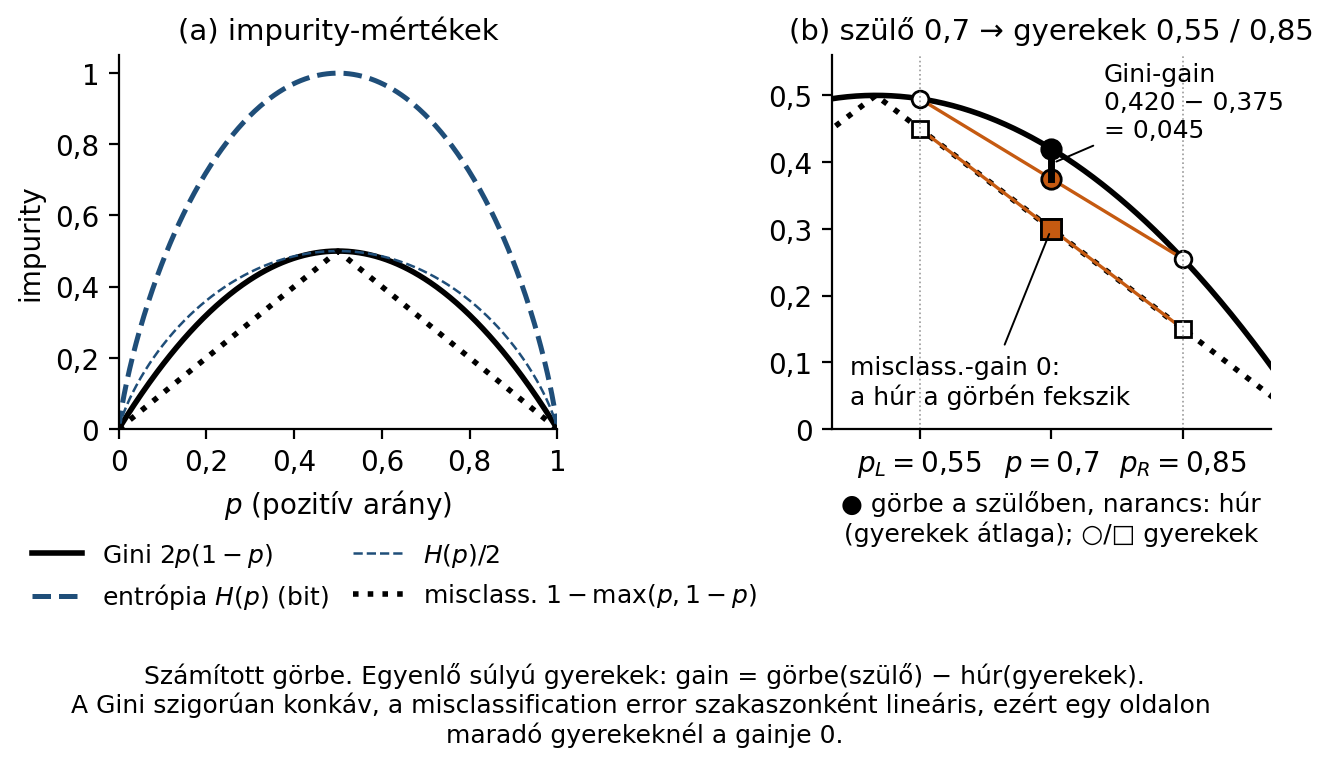 (a) impurity-mértékek
impurity
1
0,8
0,6
0,4
0,2
0
0 0,2 0,4 0,6 0,8 1
p (pozitív arány)
Gini 2p(1 − p)
entrópia H(p) (bit)
H(p)/2
misclass. 1 − max(p, 1 − p)
(b) szülő 0,7 → gyerekek 0,55 / 0,85
0,5
0,4
0,3
0,2
0,1
0
Gini-gain
0,420 − 0,375
= 0,045
misclass.-gain 0:
a húr a görbén fekszik
p_L = 0,55 p = 0,7 p_R = 0,85
● görbe a szülőben, narancs: húr
(gyerekek átlaga); ○/□ gyerekek
Számított görbe. Egyenlő súlyú gyerekek: gain = görbe(szülő) − húr(gyerekek).
A Gini szigorúan konkáv, a misclassification error szakaszonként lineáris, ezért egy oldalon
maradó gyerekeknél a gainje 0.